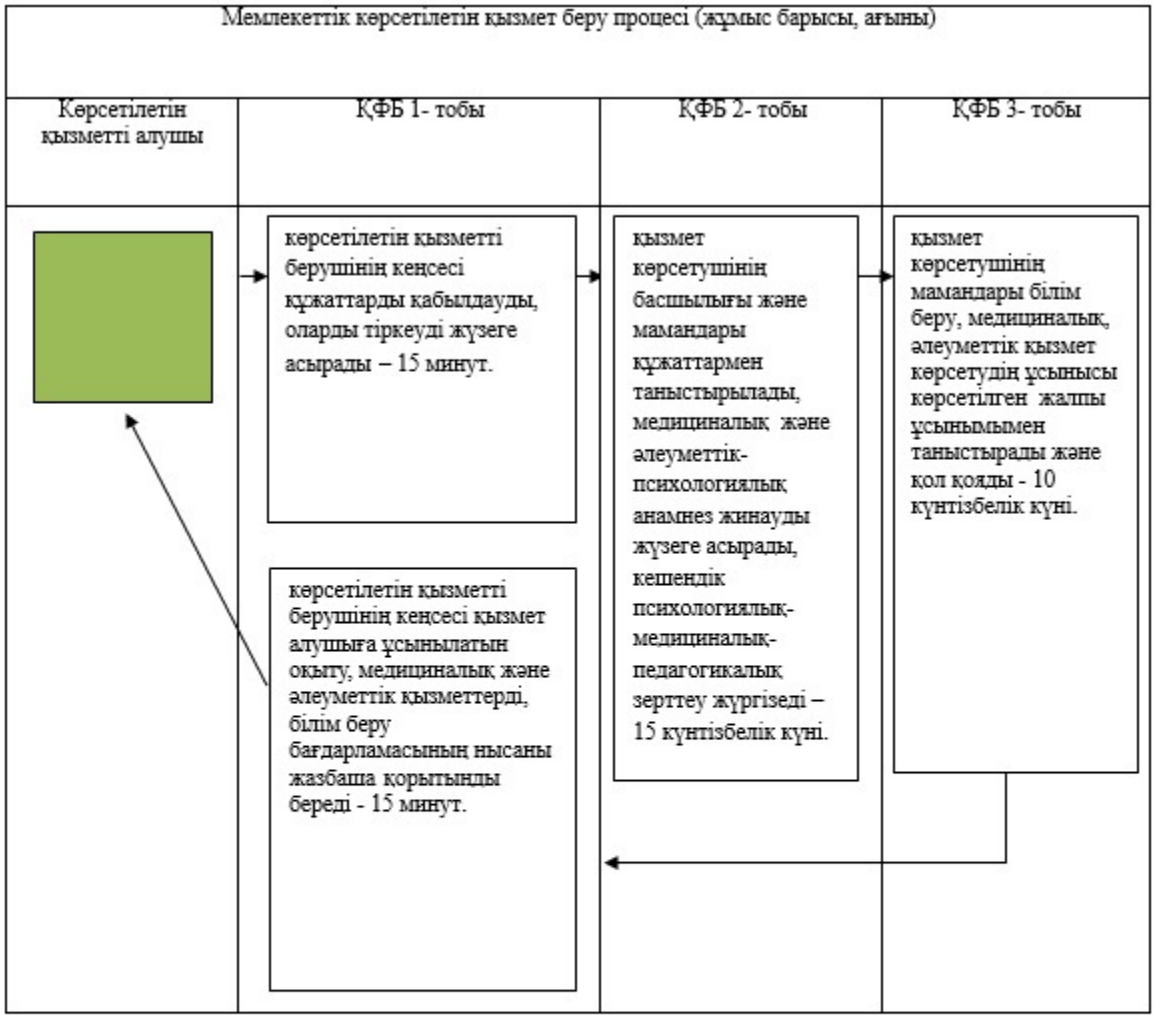 Мемлекеттік көрсетілетін қызмет беру процесі (жұмыс барысы, ағыны)
Көрсетілетін
қызметті алушы
ҚФБ 1- тобы
ҚФБ 2- тобы
ҚФБ 3- тобы
көрсетілетін қызметті
берушінің кеңсесі
құжаттарды қабылдауды,
оларды тіркеуді жүзеге
асырады – 15 минут.
қызмет
көрсетушінің
басшылығы және
мамандары
құжаттармен
таныстырылады,
медициналық және
әлеуметтік-
психологиялық
анамнез жинауды
жүзеге асырады,
кешендік
психологиялық-
медициналық-
педагогикалық
зерттеу жүргізеді –
15 күнтізбелік күні.
қызмет
көрсетушінің
мамандары білім
беру, медициналық,
әлеуметтік қызмет
көрсетудің ұсынысы
көрсетілген жалпы
ұсынымымен
таныстырады және
қол қояды - 10
күнтізбелік күні.
көрсетілетін қызметті
берушінің кеңсесі қызмет
алушыға ұсынылатын
оқыту, медициналық және
әлеуметтік қызметтерді,
білім беру
бағдарламасының нысаны
жазбаша қорытынды
береді - 15 минут.